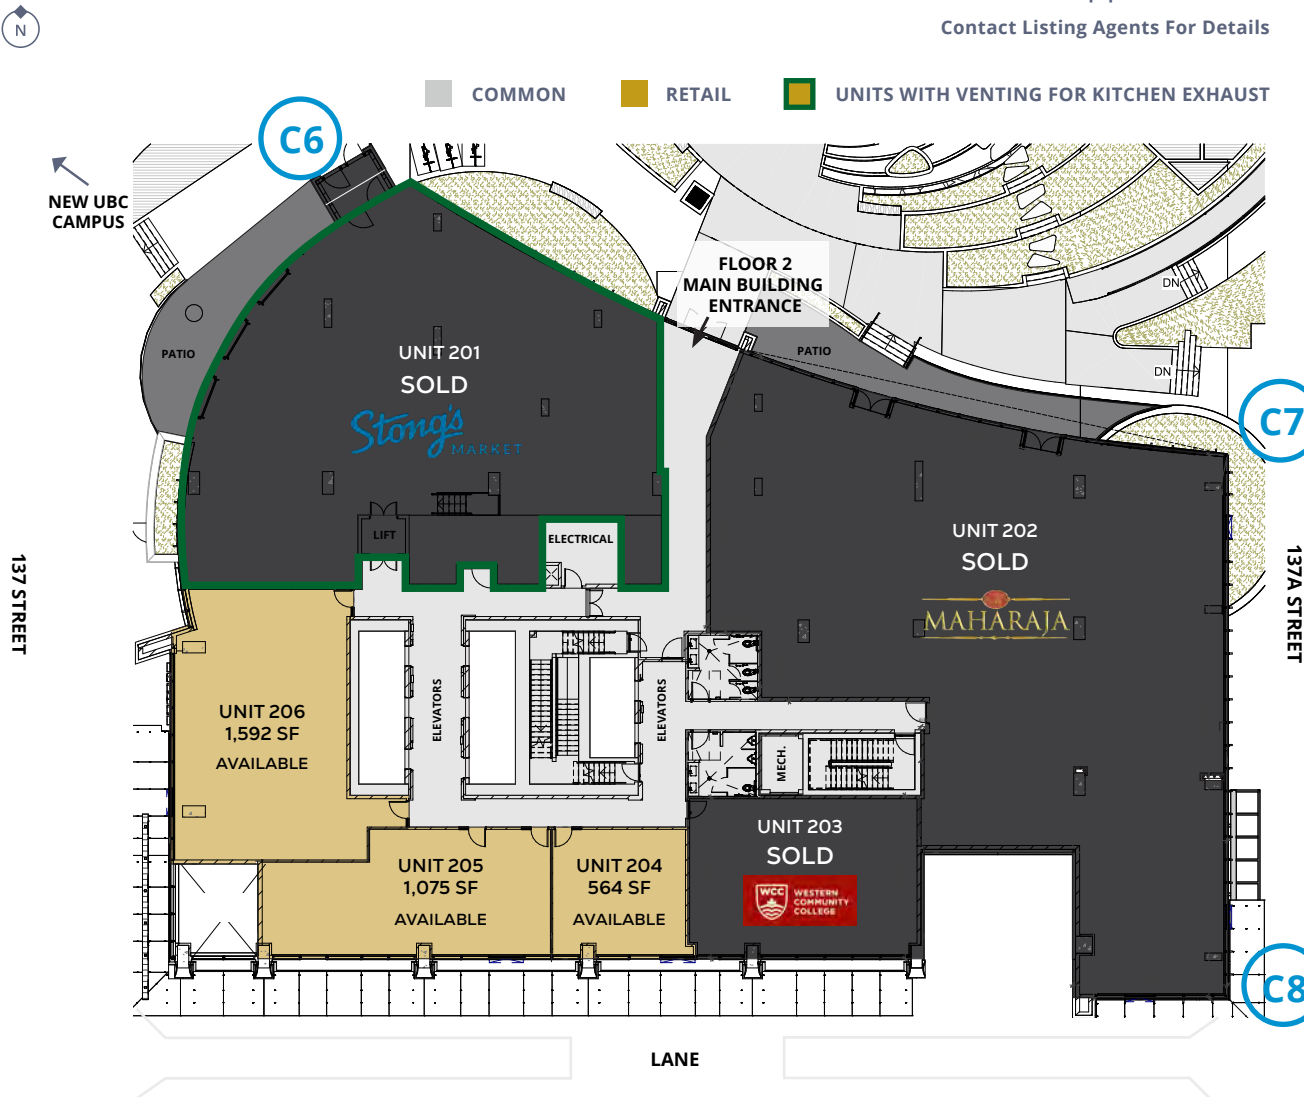 Contact Listing Agents For Details
N
COMMON
RETAIL
UNITS WITH VENTING FOR KITCHEN EXHAUST
C6
NEW UBC
CAMPUS
FLOOR 2
MAIN BUILDING
ENTRANCE
DN
PATIO
PATIO
DN
UNIT 201
SOLD
Stong's
MARKET
C7
LIFT
ELECTRICAL
UNIT 202
SOLD
MAHARAJA
137 STREET
137A STREET
ELEVATORS
ELEVATORS
UNIT 206
1,592 SF
AVAILABLE
MECH.
UNIT 203
SOLD
WCC
WESTERN
COMMUNITY
COLLEGE
UNIT 205
1,075 SF
AVAILABLE
UNIT 204
564 SF
AVAILABLE
C8
LANE